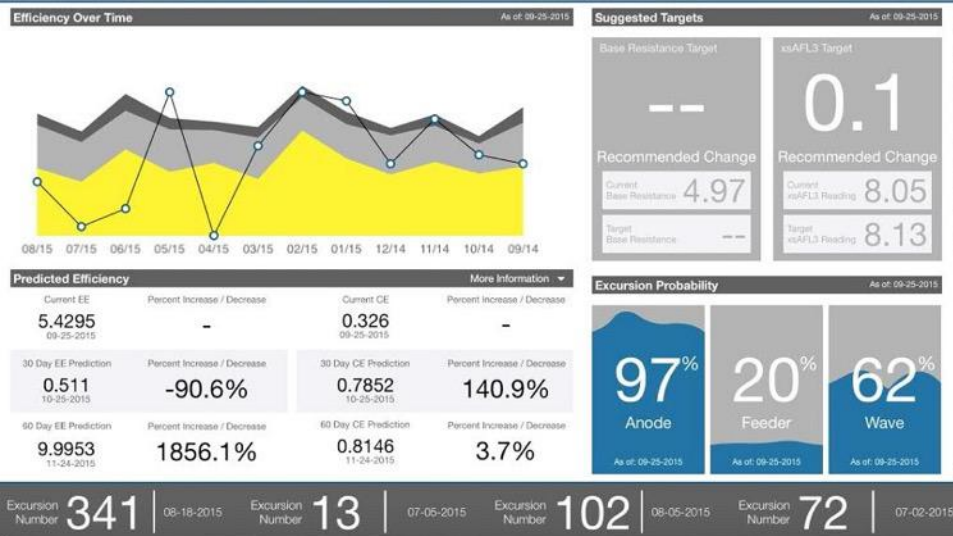 Efficiency Over Time As of: 09-25-2015
08/15 07/15 06/15 05/15 04/15 03/15 02/15 01/15 12/14 11/14 10/14 09/14
Predicted Efficiency More Information
Current EE Percent Increase / Decrease Current CE Percent Increase / Decrease
5.4295 - 0.326 -
09-25-2015 09-25-2015
30 Day EE Prediction Percent Increase / Decrease 30 Day CE Prediction Percent Increase / Decrease
0.511 -90.6% 0.7852 140.9%
10-25-2015 10-25-2015
60 Day EE Prediction Percent Increase / Decrease 60 Day CE Prediction Percent Increase / Decrease
9.9953 1856.1% 0.8146 3.7%
11-24-2015 11-24-2015
Suggested Targets As of: 09-25-2015
Base Resistance Target
--
Recommended Change
Current
Base Resistance 4.97
Target
Base Resistance --
xsAFL3 Target
0.1
Recommended Change
Current
xsAFL3 Reading 8.05
Target
xsAFL3 Reading 8.13
Excursion Probability As of: 09-25-2015
97% 20% 62%
Anode Feeder Wave
As of: 09-25-2015 As of: 09-25-2015 As of: 09-25-2015
Excursion Number 341 08-18-2015 Excursion Number 13 07-05-2015 Excursion Number 102 08-05-2015 Excursion Number 72 07-02-2015